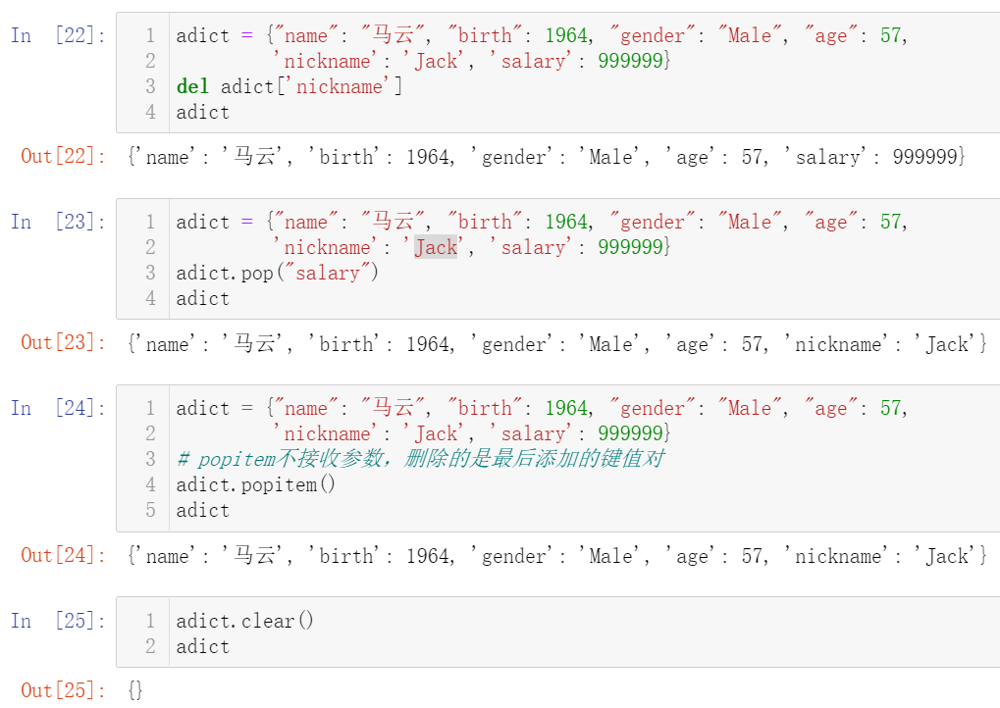 In [22]:
1 adict = {"name": "马云", "birth": 1964, "gender": "Male", "age": 57,
2 'nickname': 'Jack', 'salary': 999999}
3 del adict['nickname']
4 adict
Out[22]: {'name': '马云', 'birth': 1964, 'gender': 'Male', 'age': 57, 'salary': 999999}
In [23]:
1 adict = {"name": "马云", "birth": 1964, "gender": "Male", "age": 57,
2 'nickname': 'Jack', 'salary': 999999}
3 adict.pop("salary")
4 adict
Out[23]: {'name': '马云', 'birth': 1964, 'gender': 'Male', 'age': 57, 'nickname': 'Jack'}
In [24]:
1 adict = {"name": "马云", "birth": 1964, "gender": "Male", "age": 57,
2 'nickname': 'Jack', 'salary': 999999}
3 # popitem不接收参数，删除的是最后添加的键值对
4 adict.popitem()
5 adict
Out[24]: {'name': '马云', 'birth': 1964, 'gender': 'Male', 'age': 57, 'nickname': 'Jack'}
In [25]:
1 adict.clear()
2 adict
Out[25]: {}